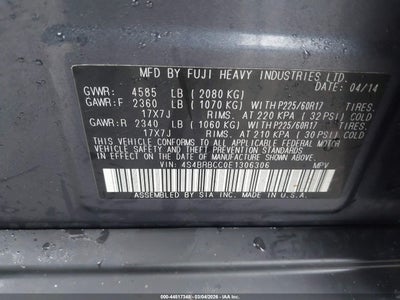 MFD BY FUJI HEAVY INDUSTRIES LTD.
DATE: 04/14
GVWR: 4585 LB (2080 KG)
GAWR:F 2360 LB (1070 KG) WITH P225/60R17
17X7J RIMS. AT 220 KPA (32 PSI) COLD
GAWR:R 2340 LB (1060 KG) WITH P225/60R17
17X7J RIMS. AT 210 KPA (30 PSI) COLD
THIS VEHICLE CONFORMS TO ALL APPLICABLE FEDERAL MOTOR
VEHICLE SAFETY AND THEFT PREVENTION STANDARDS IN
EFFECT ON THE DATE OF MANUFACTURE SHOWN ABOVE.
VIN: 4S4BRBCC0E1306306 MPV
ASSEMBLED BY SIA INC. MADE IN U.S.A.
000-44617348 - 03/04/2026 - IAA Inc.